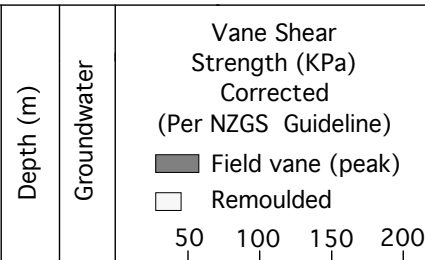 Depth (m)
Groundwater
Vane Shear
Strength (KPa)
Corrected
(Per NZGS Guideline)
Field vane (peak)
Remoulded
50 100 150 200